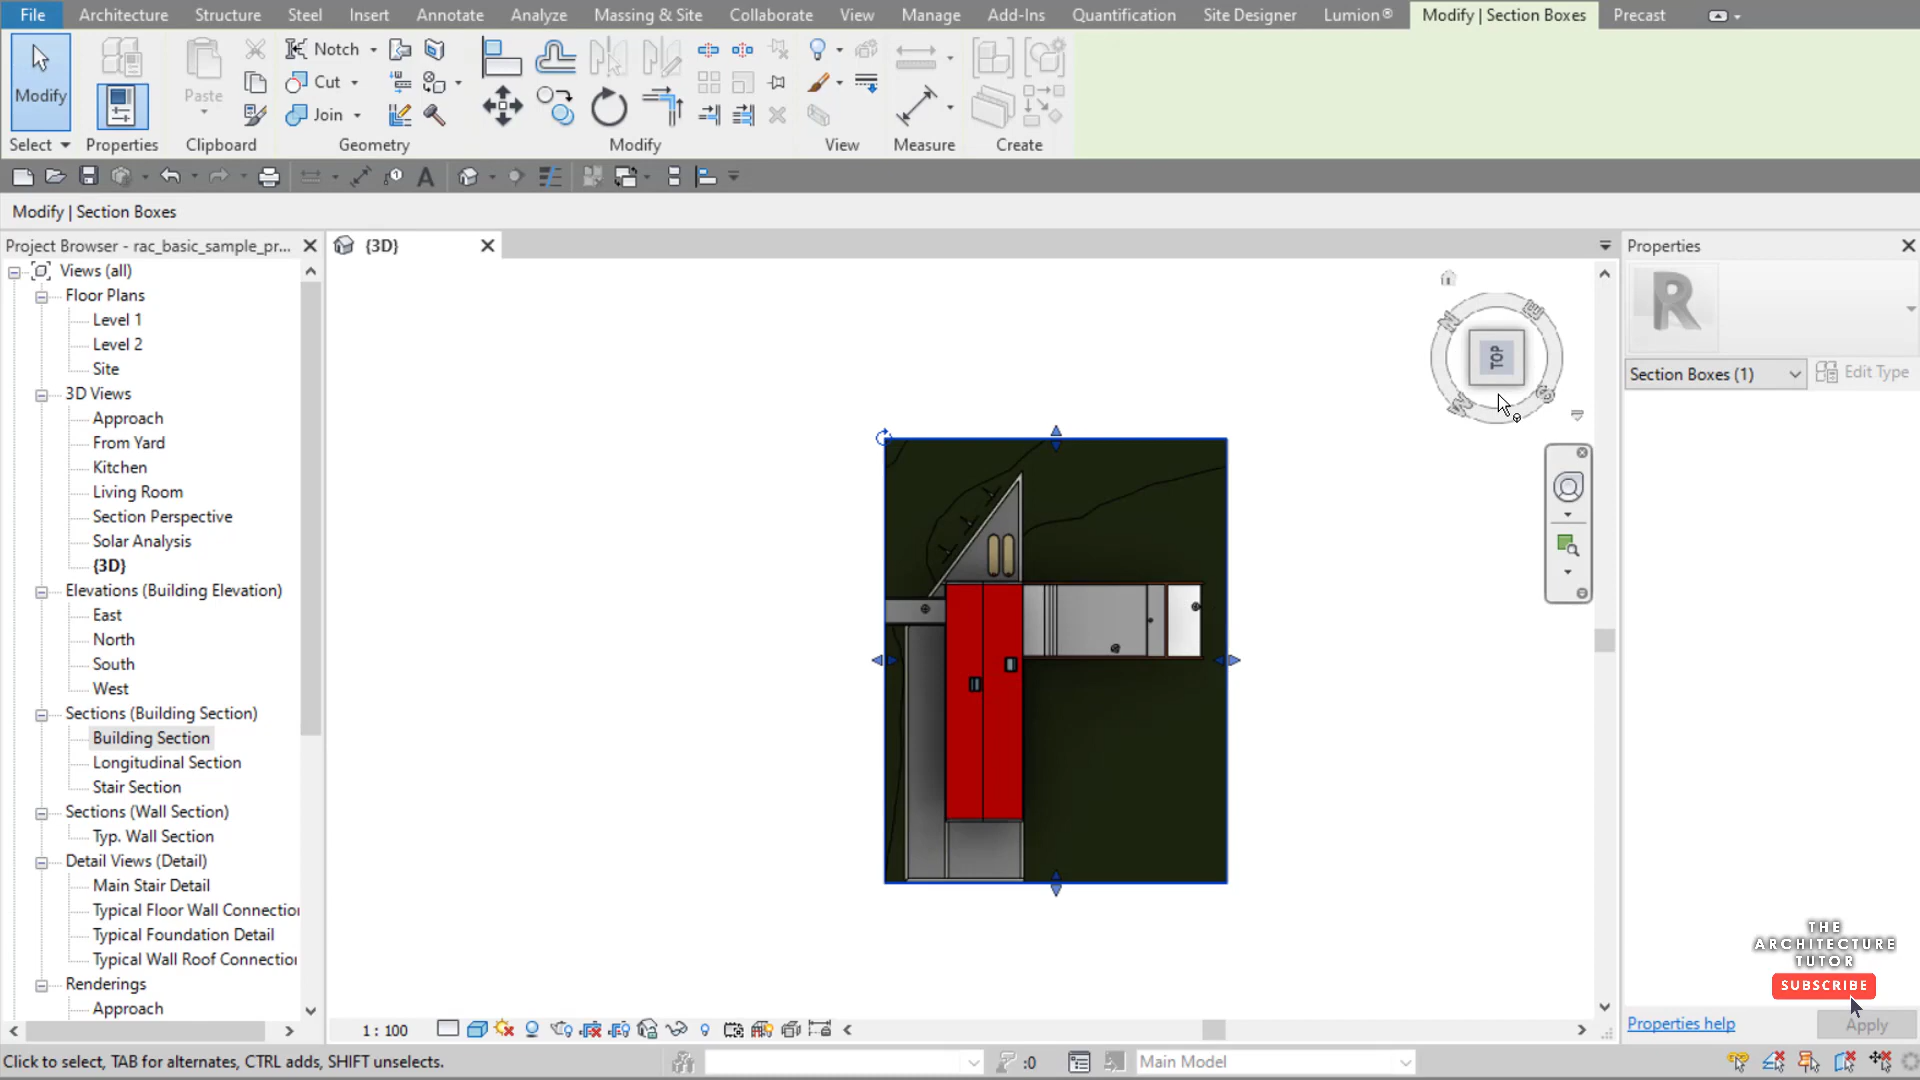 File Architecture Structure Steel Insert Annotate Analyze Massing & Site Collaborate View Manage Add-Ins Quantification Site Designer Lumion® Modify | Section Boxes Precast
Notch
Modify
Cut
Paste
Join
Select Properties Clipboard Geometry Modify View Measure Create
A
Modify | Section Boxes
Project Browser - rac_basic_sample_pr...
{3D}
Properties
Views (all)
Floor Plans
Level 1
Level 2
Site
3D Views
Approach
From Yard
Kitchen
Living Room
Section Perspective
Solar Analysis
{3D}
Elevations (Building Elevation)
East
North
South
West
Sections (Building Section)
Building Section
Longitudinal Section
Stair Section
Sections (Wall Section)
Typ. Wall Section
Detail Views (Detail)
Main Stair Detail
Typical Floor Wall Connectio
Typical Foundation Detail
Typical Wall Roof Connectio
Renderings
Approach
N E
TOP
W S
R
Section Boxes (1) Edit Type
THE
ARCHITECTURE
TUTOR
SUBSCRIBE
Properties help Apply
1 : 100
Click to select, TAB for alternates, CTRL adds, SHIFT unselects.
:0
Main Model